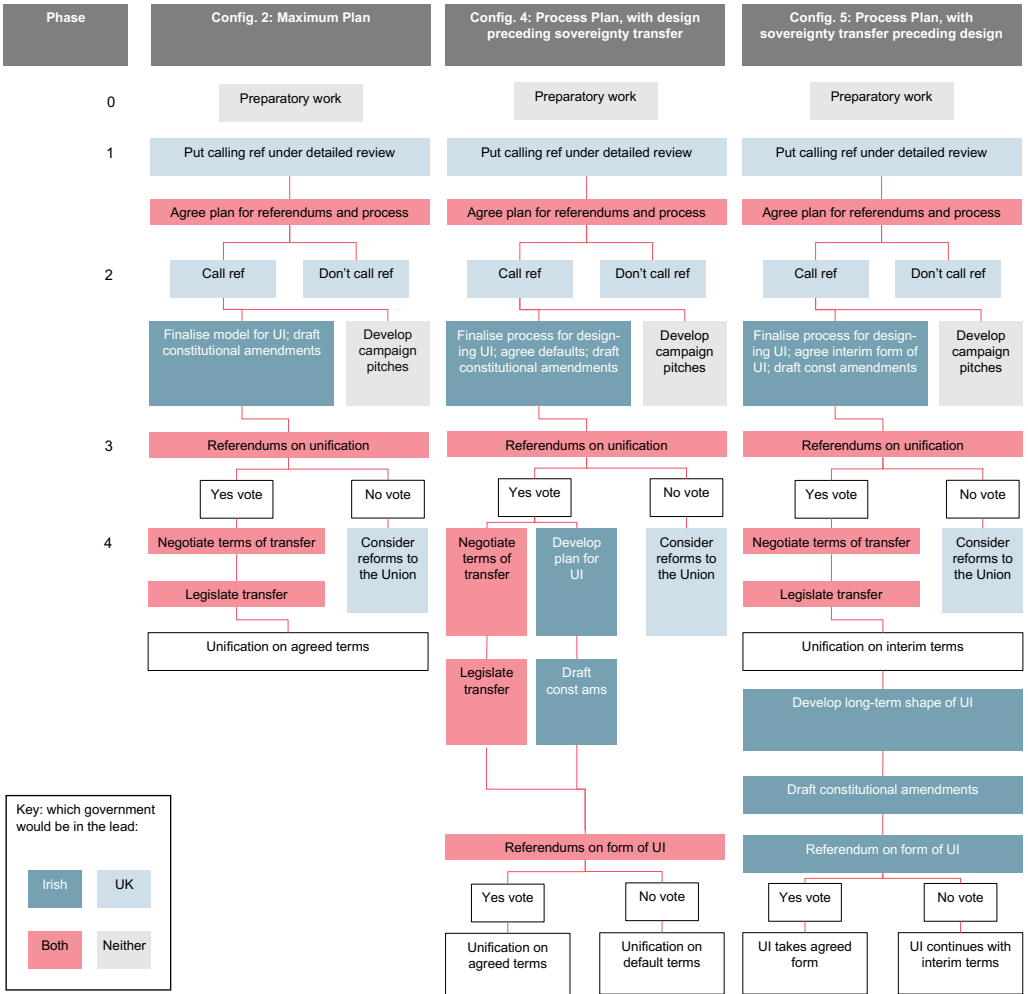 Phase
Config. 2: Maximum Plan
Config. 4: Process Plan, with design
preceding sovereignty transfer
Config. 5: Process Plan, with
sovereignty transfer preceding design
0
Preparatory work
Preparatory work
Preparatory work
1
Put calling ref under detailed review
Put calling ref under detailed review
Put calling ref under detailed review
Agree plan for referendums and process
Agree plan for referendums and process
Agree plan for referendums and process
2
Call ref
Don't call ref
Call ref
Don't call ref
Call ref
Don't call ref
Finalise model for UI; draft
constitutional amendments
Develop
campaign
pitches
Finalise process for design-
ing UI; agree defaults; draft
constitutional amendments
Develop
campaign
pitches
Finalise process for design-
ing UI; agree interim form of
UI; draft const amendments
Develop
campaign
pitches
3
Referendums on unification
Referendums on unification
Referendums on unification
Yes vote
No vote
Yes vote
No vote
Yes vote
No vote
4
Negotiate terms of transfer
Consider
reforms to
the Union
Negotiate
terms of
transfer
Develop
plan for
UI
Consider
reforms to
the Union
Negotiate terms of transfer
Consider
reforms to
the Union
Legislate transfer
Legislate transfer
Unification on agreed terms
Unification on interim terms
Legislate
transfer
Draft
const ams
Develop long-term shape of UI
Draft constitutional amendments
Key: which government
would be in the lead:
Irish
UK
Both
Neither
Referendums on form of UI
Referendum on form of UI
Yes vote
No vote
Yes vote
No vote
Unification on
agreed terms
Unification on
default terms
UI takes agreed
form
UI continues with
interim terms